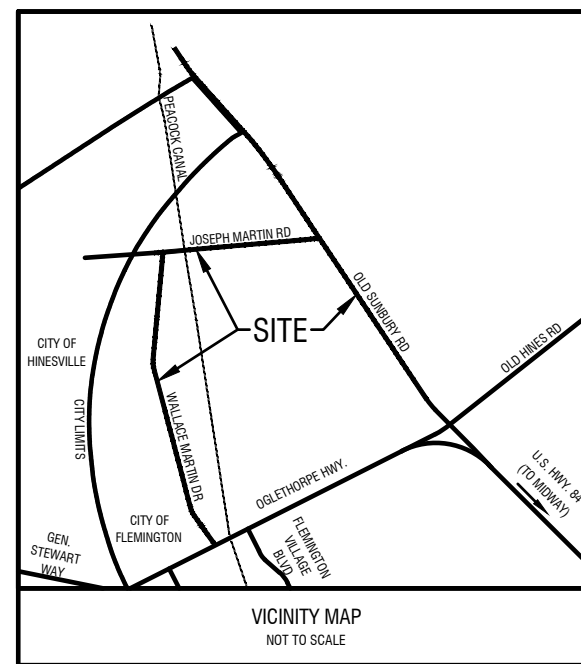 PEACOCK CANAL
JOSEPH MARTIN RD
SITE
OLD SUNBURY RD
CITY OF
HINESVILLE
OLD HINES RD
CITY LIMITS
WALLACE MARTIN DR
OGLETHORPE HWY.
U.S. HWY. 84
(TO MIDWAY)
CITY OF
FLEMINGTON
FLEMINGTON
VILLAGE
BLVD
GEN.
STEWART
WAY
VICINITY MAP
NOT TO SCALE